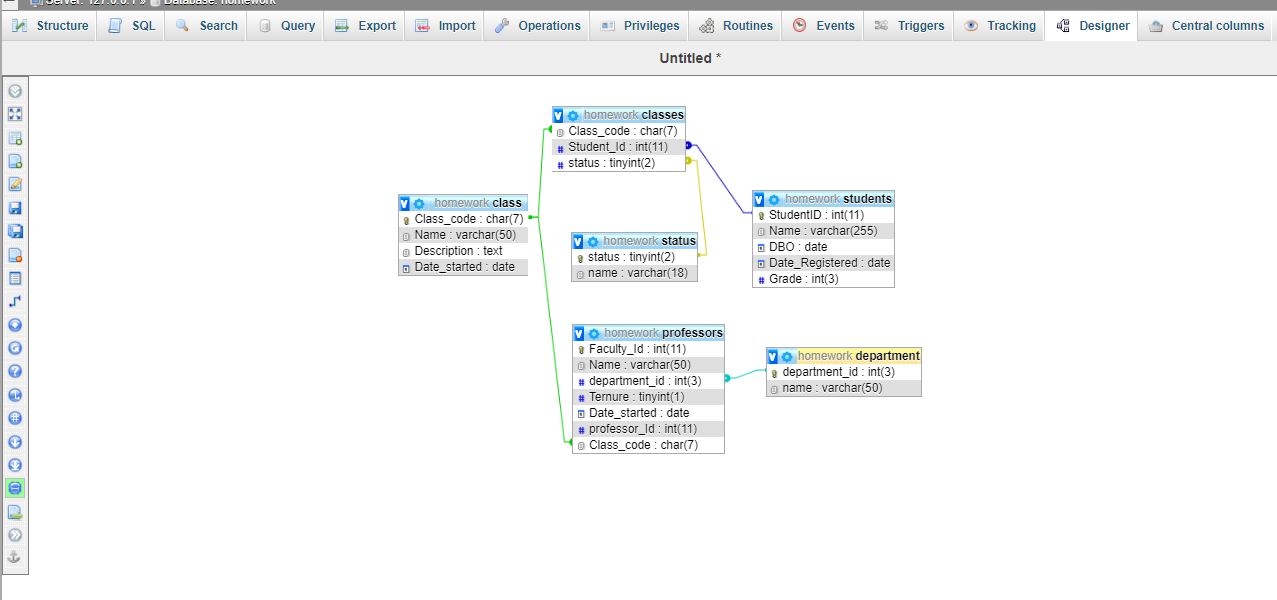 Server: 127.0.0.1 » Database: homework
Structure SQL Search Query Export Import Operations Privileges Routines Events Triggers Tracking Designer Central columns
Untitled *
homework classes
Class_code : char(7)
Student_Id : int(11)
status : tinyint(2)
homework class
Class_code : char(7)
Name : varchar(50)
Description : text
Date_started : date
homework students
StudentID : int(11)
Name : varchar(255)
DBO : date
Date_Registered : date
Grade : int(3)
homework status
status : tinyint(2)
name : varchar(18)
homework professors
Faculty_Id : int(11)
Name : varchar(50)
department_id : int(3)
Ternure : tinyint(1)
Date_started : date
professor_Id : int(11)
Class_code : char(7)
homework department
department_id : int(3)
name : varchar(50)